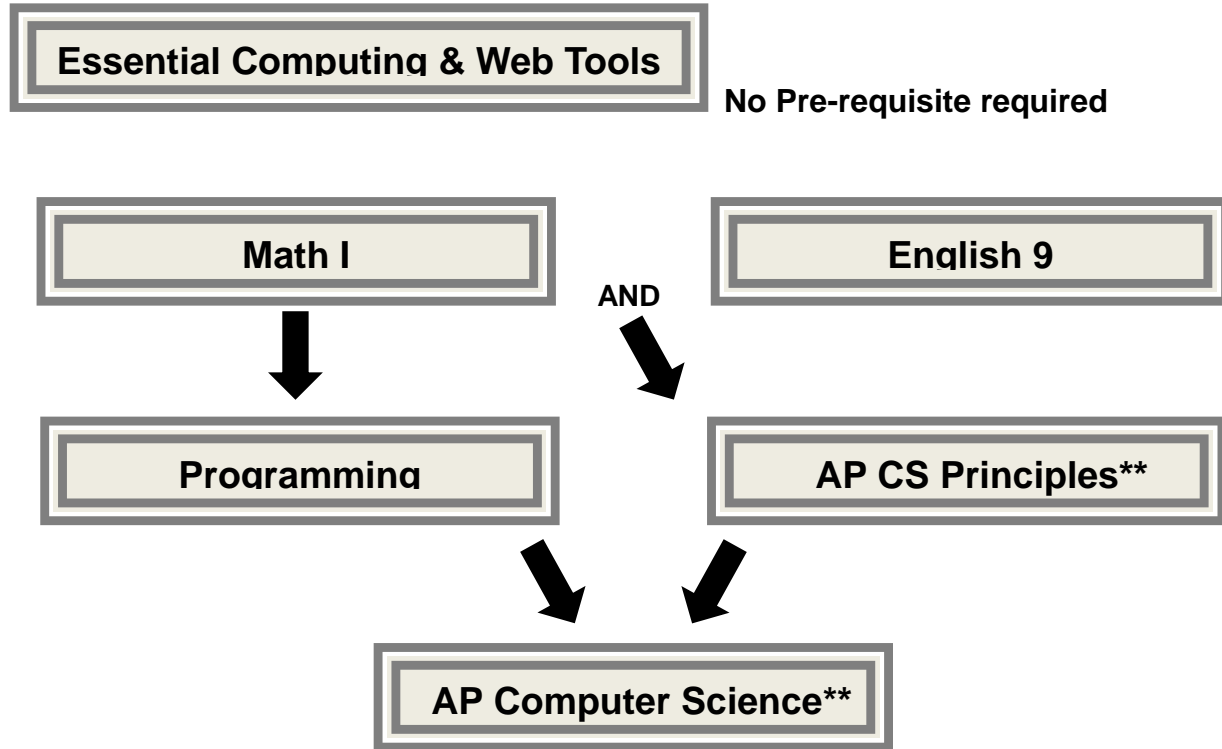 Essential Computing & Web Tools
No Pre-requisite required
Math I
English 9
AND
Programming
AP CS Principles**
AP Computer Science**